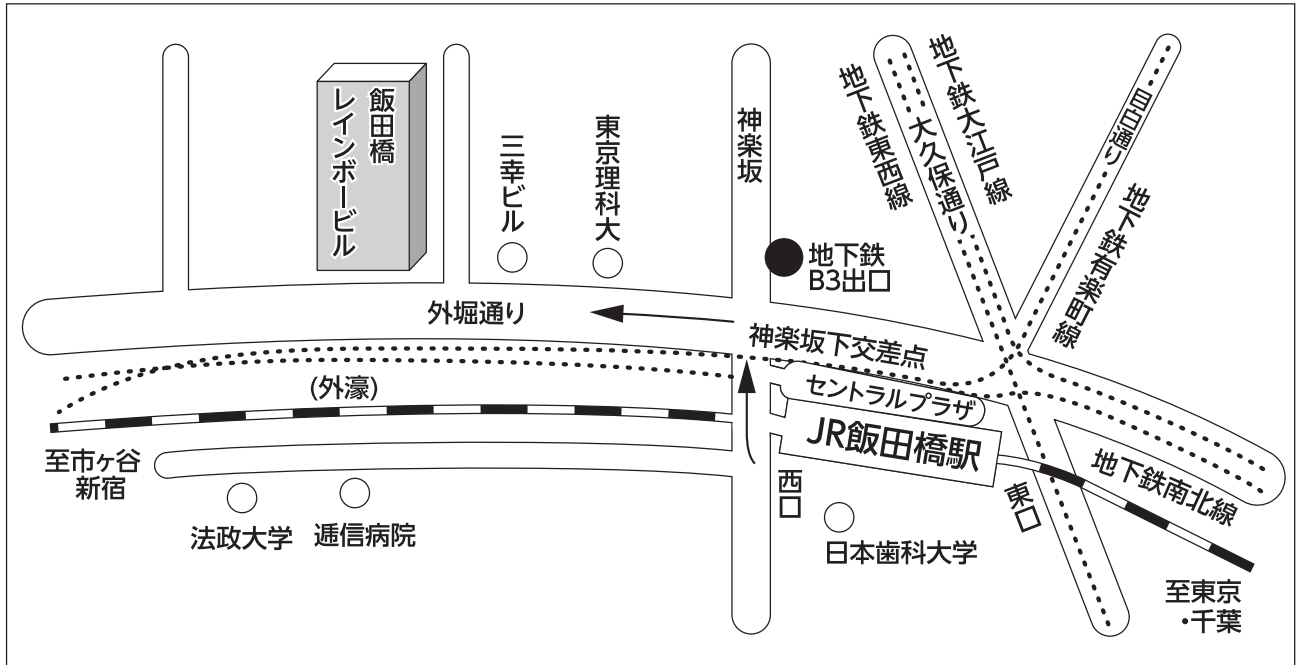 飯田橋
レインボービル
三幸ビル
東京理科大
神楽坂
地下鉄東西線
大久保通り
地下鉄大江戸線
目白通り
地下鉄有楽町線
地下鉄
B3出口
外堀通り
神楽坂下交差点
(外濠)
セントラルプラザ
JR飯田橋駅
至市ヶ谷
新宿
法政大学
逓信病院
西口
日本歯科大学
東口
地下鉄南北線
至東京
・千葉